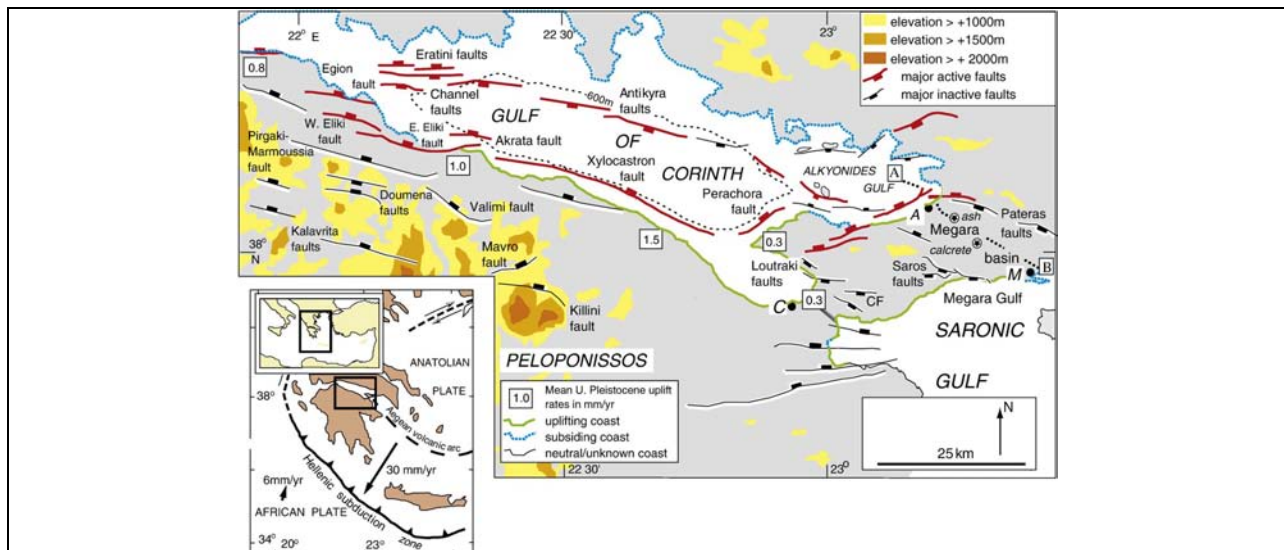 22° E
22 30
23
elevation > +1000m
elevation > +1500m
elevation > + 2000m
major active faults
major inactive faults
0.8
Egion
fault
Eratini faults
Channel
faults
600m
Antikyra
faults
GULF
OF
CORINTH
W. Eliki
fault
E. Eliki
fault
Akrata fault
Pirgaki-
Marmoussia
fault
1.0
Xylocastron
fault
Perachora
fault
ALKYONIDES
GULF
A
A
ash
Megara
calcrete
basin
B
M
Pateras
faults
Doumena
faults
Valimi fault
Kalavrita
faults
38°
N
Mavro
fault
1.5
0.3
Loutraki
faults
Saros
faults
CF
0.3
C
Megara Gulf
SARONIC
GULF
Killini
fault
PELOPONISSOS
1.0
Mean U. Pleistocene uplift
rates in mm/yr
uplifting coast
subsiding coast
neutral/unknown coast
N
25 km
22 30
23°
ANATOLIAN
PLATE
38°
Aegean volcanic arc
30 mm/yr
Hellenic subduction
zone
6mm/yr
AFRICAN PLATE
34°
20°
23°